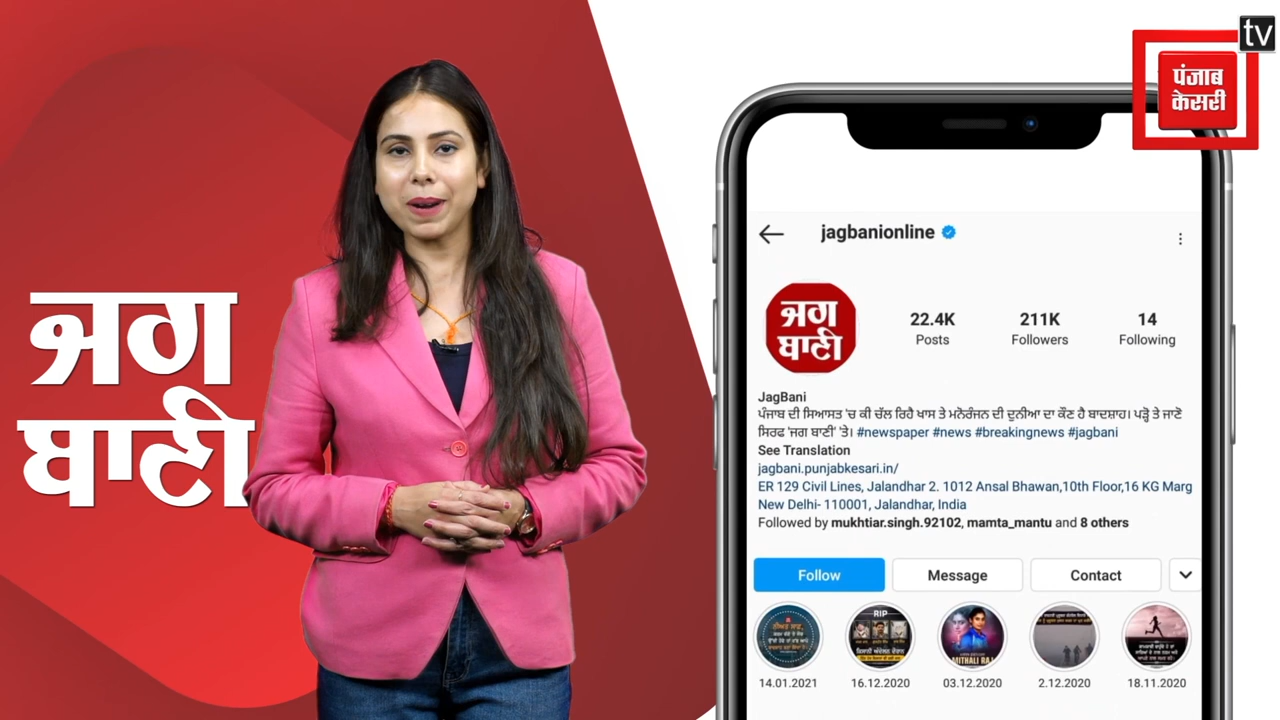 ਜਗ
ਬਾਣੀ
tv
पंजाब
केसरी
jagbanionline
ਜਗ
ਬਾਣੀ
22.4K
Posts
211K
Followers
14
Following
JagBani
ਪੰਜਾਬ ਦੀ ਸਿਆਸਤ 'ਚ ਕੀ ਚੱਲ ਰਿਹੈ ਖਾਸ ਤੇ ਮਨੋਰੰਜਨ ਦੀ ਦੁਨੀਆ ਦਾ ਕੌਣ ਹੈ ਬਾਦਸ਼ਾਹ। ਪੜ੍ਹੋ ਤੇ ਜਾਣੋ
ਸਿਰਫ 'ਜਗ ਬਾਣੀ' 'ਤੇ। #newspaper #news #breakingnews #jagbani
See Translation
jagbani.punjabkesari.in/
ER 129 Civil Lines, Jalandhar 2. 1012 Ansal Bhawan,10th Floor,16 KG Marg
New Delhi- 110001, Jalandhar, India
Followed by mukhtiar.singh.92102, mamta_mantu and 8 others
Follow
Message
Contact
RIP
MITHALI RAJ
14.01.2021
16.12.2020
03.12.2020
2.12.2020
18.11.2020